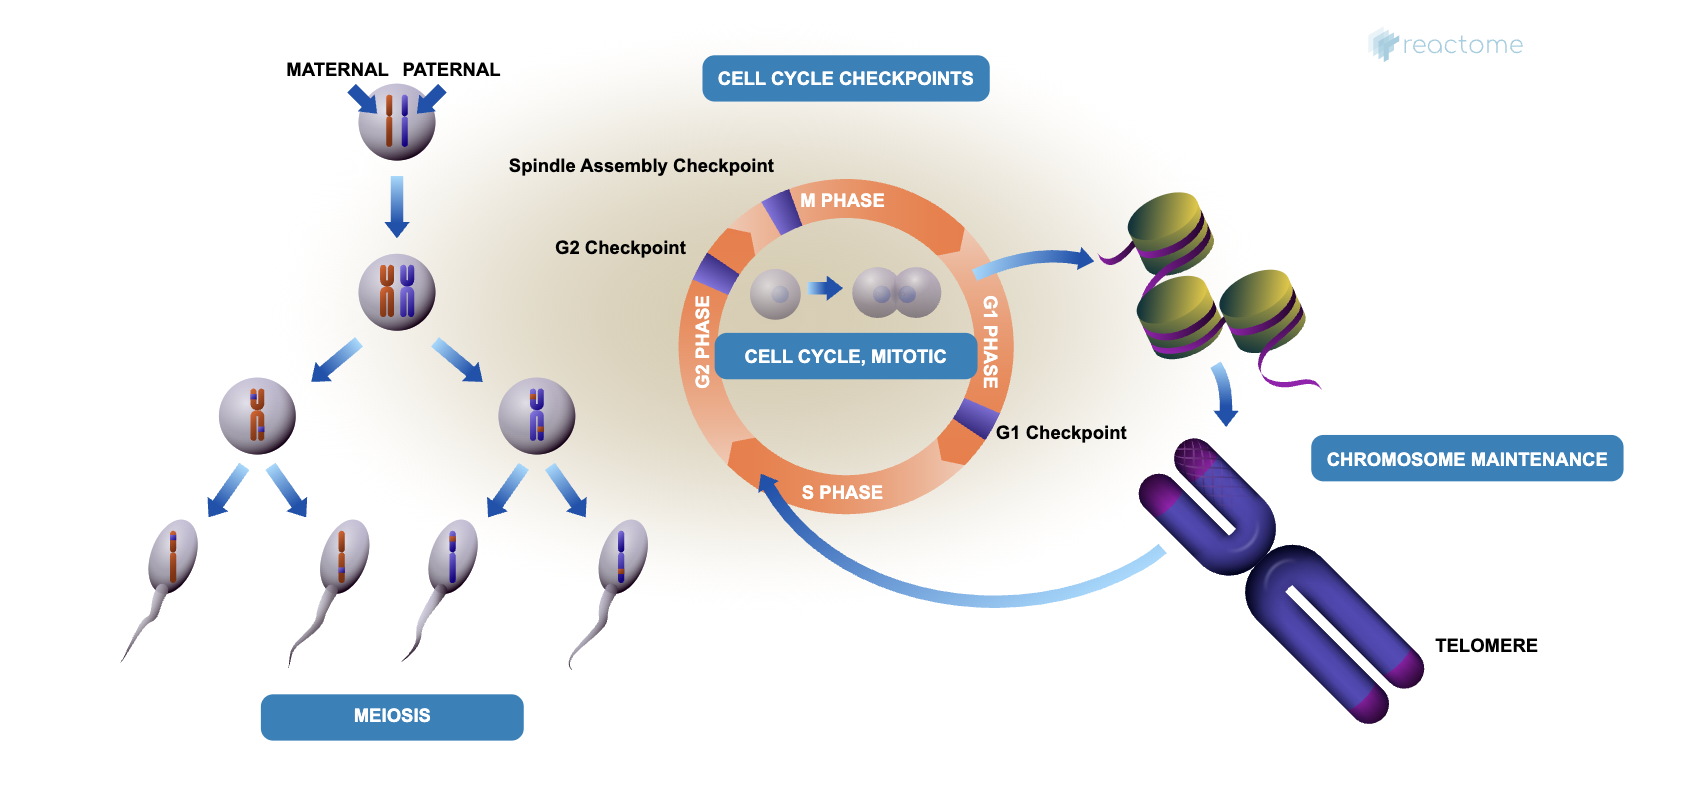 reactome
MATERNAL PATERNAL
CELL CYCLE CHECKPOINTS
Spindle Assembly Checkpoint
M PHASE
G2 Checkpoint
G2 PHASE
G1 PHASE
CELL CYCLE, MITOTIC
G1 Checkpoint
S PHASE
CHROMOSOME MAINTENANCE
TELOMERE
MEIOSIS